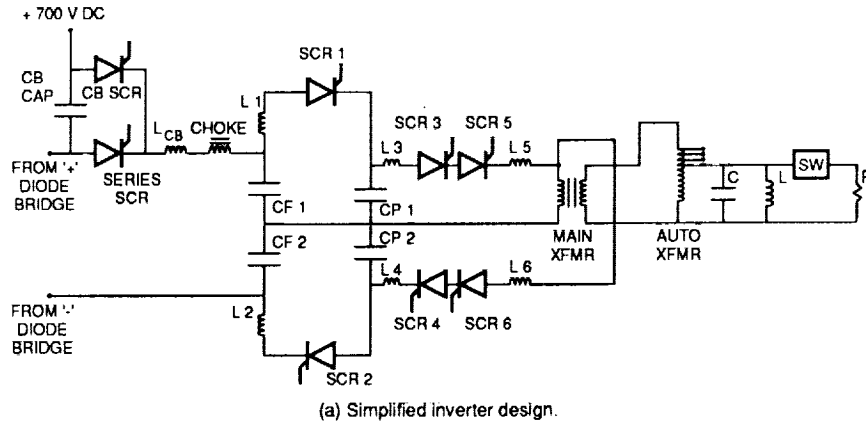 + 700 V DC
CB
CAP
CB SCR
L CB
CHOKE
FROM '+'
DIODE
BRIDGE
SERIES
SCR
L 1
SCR 1
CF 1
CP 1
L 3
SCR 3
SCR 5
L 5
CF 2
CP 2
L 4
SCR 4
SCR 6
L 6
L 2
SCR 2
FROM '-'
DIODE
BRIDGE
MAIN
XFMR
AUTO
XFMR
C
L
SW
R
(a) Simplified inverter design.